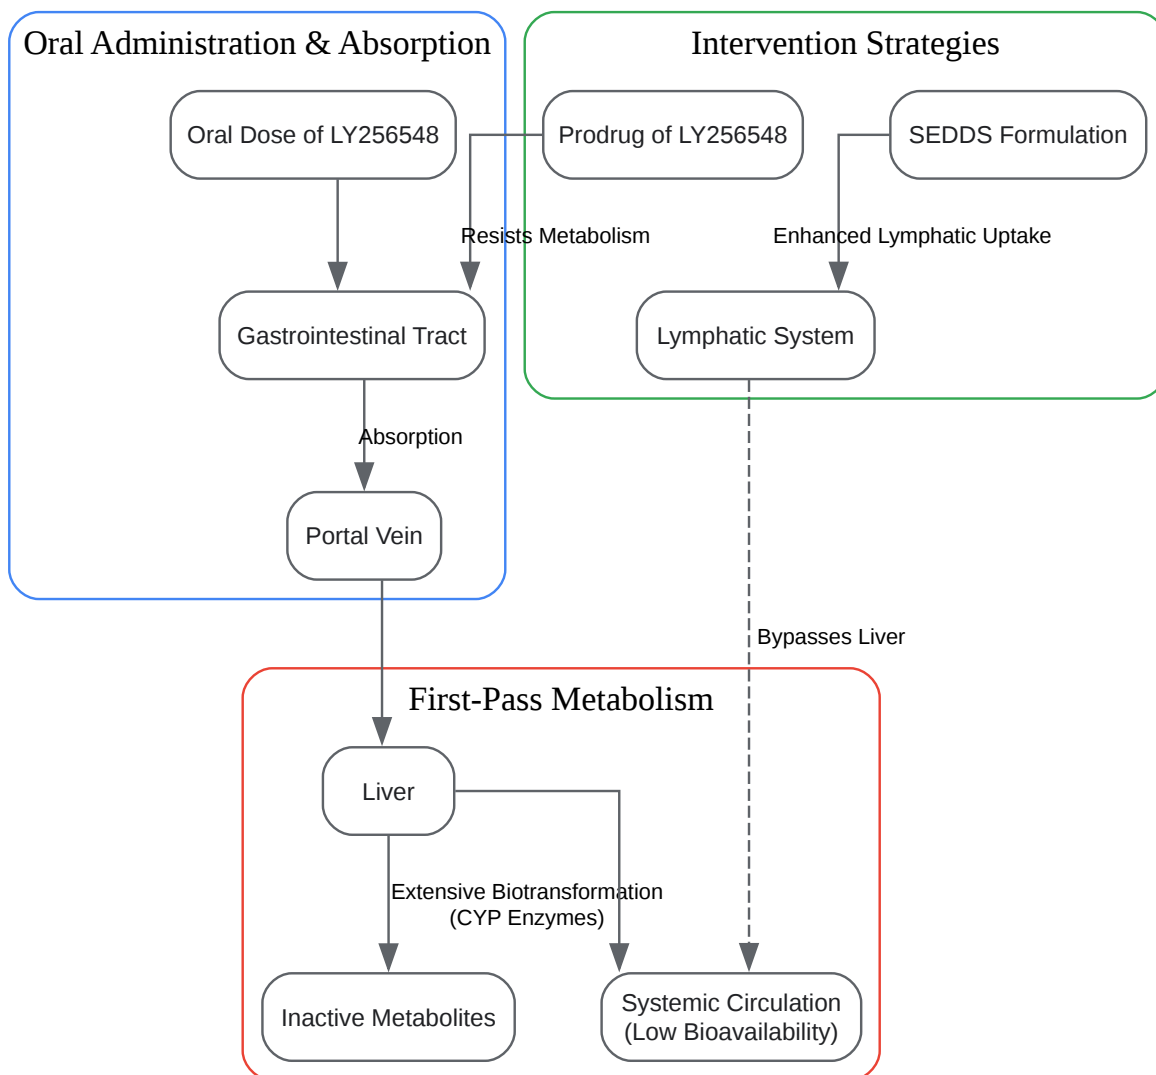 Oral Administration & Absorption
Intervention Strategies
Oral Dose of LY256548
Prodrug of LY256548
SEDDS Formulation
Resists Metabolism
Enhanced Lymphatic Uptake
Gastrointestinal Tract
Lymphatic System
Absorption
Portal Vein
Bypasses Liver
First-Pass Metabolism
Liver
Extensive Biotransformation
(CYP Enzymes)
Inactive Metabolites
Systemic Circulation
(Low Bioavailability)